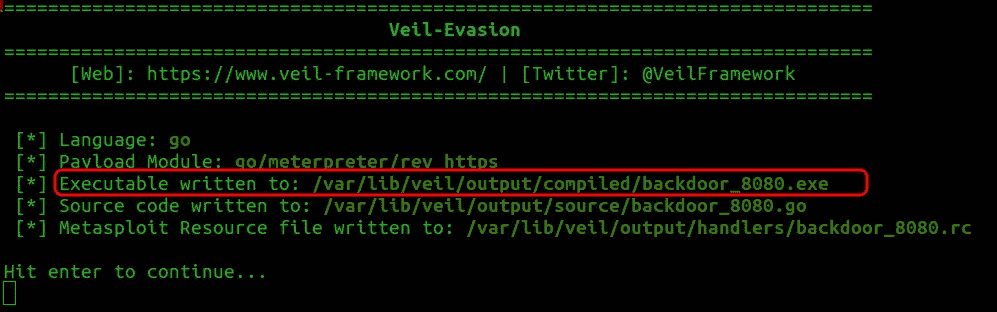 ===========================================================================
Veil-Evasion
===========================================================================
[Web]: https://www.veil-framework.com/ | [Twitter]: @VeilFramework
===========================================================================
[*] Language: go
[*] Payload Module: go/meterpreter/rev_https
[*] Executable written to: /var/lib/veil/output/compiled/backdoor_8080.exe
[*] Source code written to: /var/lib/veil/output/source/backdoor_8080.go
[*] Metasploit Resource file written to: /var/lib/veil/output/handlers/backdoor_8080.rc
Hit enter to continue...